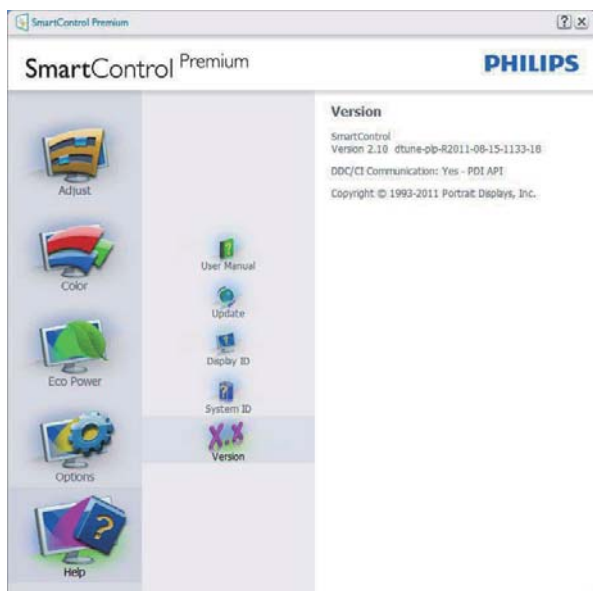 SmartControl Premium
SmartControl Premium
PHILIPS
Adjust
Color
Eco Power
Options
Help
User Manual
Update
Display ID
System ID
Version
Version
SmartControl
Version 2.10 dtune-plp-R2011-08-15-1133-18
DDC/CI Communication: Yes - PDI API
Copyright © 1993-2011 Portrait Displays, Inc.